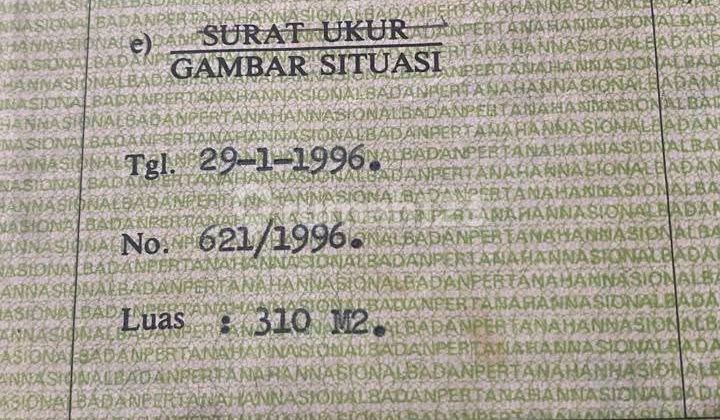 e) SURAT UKUR
GAMBAR SITUASI
Tgl. 29-1-1996.
No. 621/1996.
Luas : 310 M2.